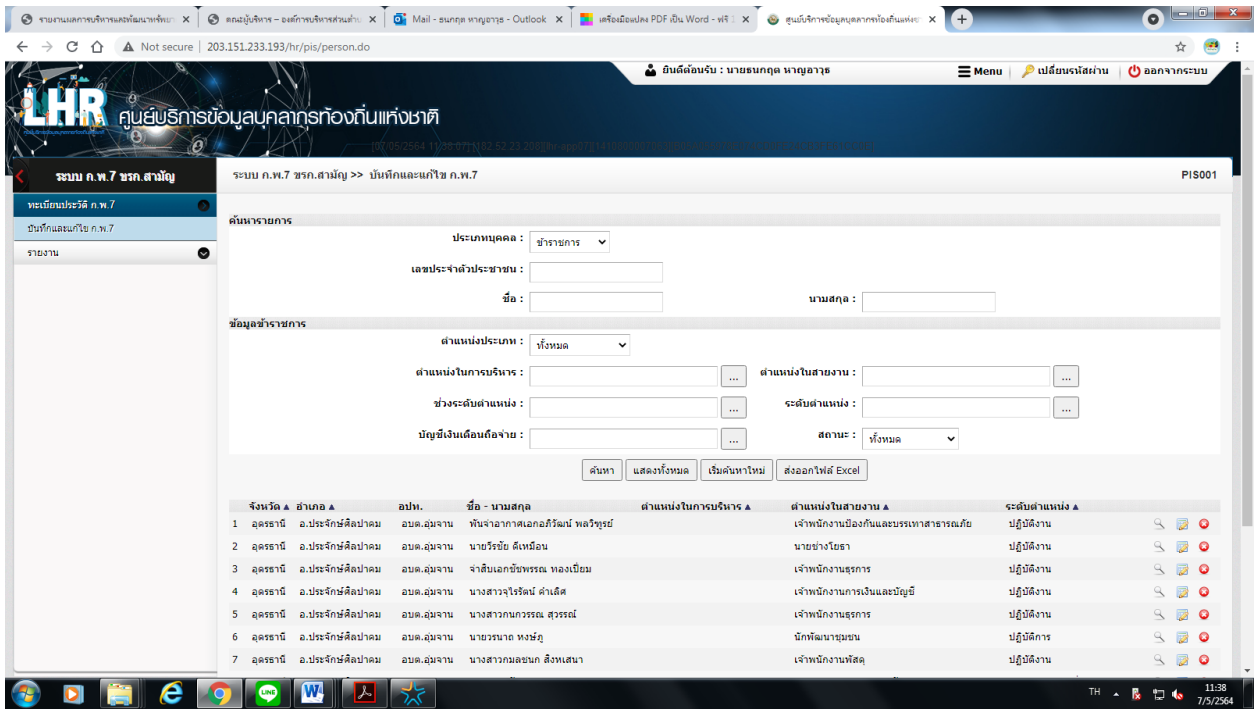 รายงานผลการบริหารและพัฒนาทรัพย
คณะผู้บริหาร – องค์การบริหารส่วนตำบ
Mail - ธนกฤต หาญอาวุธ - Outlook
เครื่องมือแปลง PDF เป็น Word - ฟรี
ศูนย์บริการข้อมูลบุคลากรท้องถิ่นแห่งช
Not secure 203.151.233.193/hr/pis/person.do
ยินดีต้อนรับ : นายธนกฤต หาญอาวุธ Menu เปลี่ยนรหัสผ่าน ออกจากระบบ
LHR ศูนย์บริการข้อมูลบุคลากรท้องถิ่นแห่งชาติ
ระบบ ก.พ.7 ขรก.สามัญ
ระบบ ก.พ.7 ขรก.สามัญ >> บันทึกและแก้ไข ก.พ.7 PIS001
ทะเบียนประวัติ ก.พ.7
บันทึกและแก้ไข ก.พ.7
รายงาน
ค้นหารายการ
ประเภทบุคคล : ข้าราชการ
เลขประจำตัวประชาชน :
ชื่อ : นามสกุล :
ข้อมูลข้าราชการ
ตำแหน่งประเภท : ทั้งหมด
ตำแหน่งในการบริหาร : ... ตำแหน่งในสายงาน : ...
ช่วงระดับตำแหน่ง : ... ระดับตำแหน่ง : ...
บัญชีเงินเดือนถือจ่าย : ... สถานะ : ทั้งหมด
ค้นหา แสดงทั้งหมด เริ่มค้นหาใหม่ ส่งออกไฟล์ Excel
จังหวัด ▲ อำเภอ ▲ อปท. ชื่อ - นามสกุล ตำแหน่งในการบริหาร ▲ ตำแหน่งในสายงาน ▲ ระดับตำแหน่ง ▲
1 อุดรธานี อ.ประจักษ์ศิลปาคม อบต.อุ่มจาน พันจ่าอากาศเอกอภิวัฒน์ พลวิฑูรย์ เจ้าพนักงานป้องกันและบรรเทาสาธารณภัย ปฏิบัติงาน
2 อุดรธานี อ.ประจักษ์ศิลปาคม อบต.อุ่มจาน นายวีรชัย ดีเหมือน นายช่างโยธา ปฏิบัติงาน
3 อุดรธานี อ.ประจักษ์ศิลปาคม อบต.อุ่มจาน จ่าสิบเอกชัชพรรณ ทองเปี่ยม เจ้าพนักงานธุรการ ปฏิบัติงาน
4 อุดรธานี อ.ประจักษ์ศิลปาคม อบต.อุ่มจาน นางสาวจุไรรัตน์ คำเลิศ เจ้าพนักงานการเงินและบัญชี ปฏิบัติงาน
5 อุดรธานี อ.ประจักษ์ศิลปาคม อบต.อุ่มจาน นางสาวกนกวรรณ สุวรรณ์ เจ้าพนักงานธุรการ ปฏิบัติงาน
6 อุดรธานี อ.ประจักษ์ศิลปาคม อบต.อุ่มจาน นายวรนาถ หงษ์ภู นักพัฒนาชุมชน ปฏิบัติการ
7 อุดรธานี อ.ประจักษ์ศิลปาคม อบต.อุ่มจาน นางสาวกมลชนก สิงหเสนา เจ้าพนักงานพัสดุ ปฏิบัติงาน
LINE
TH 11:38
7/5/2564